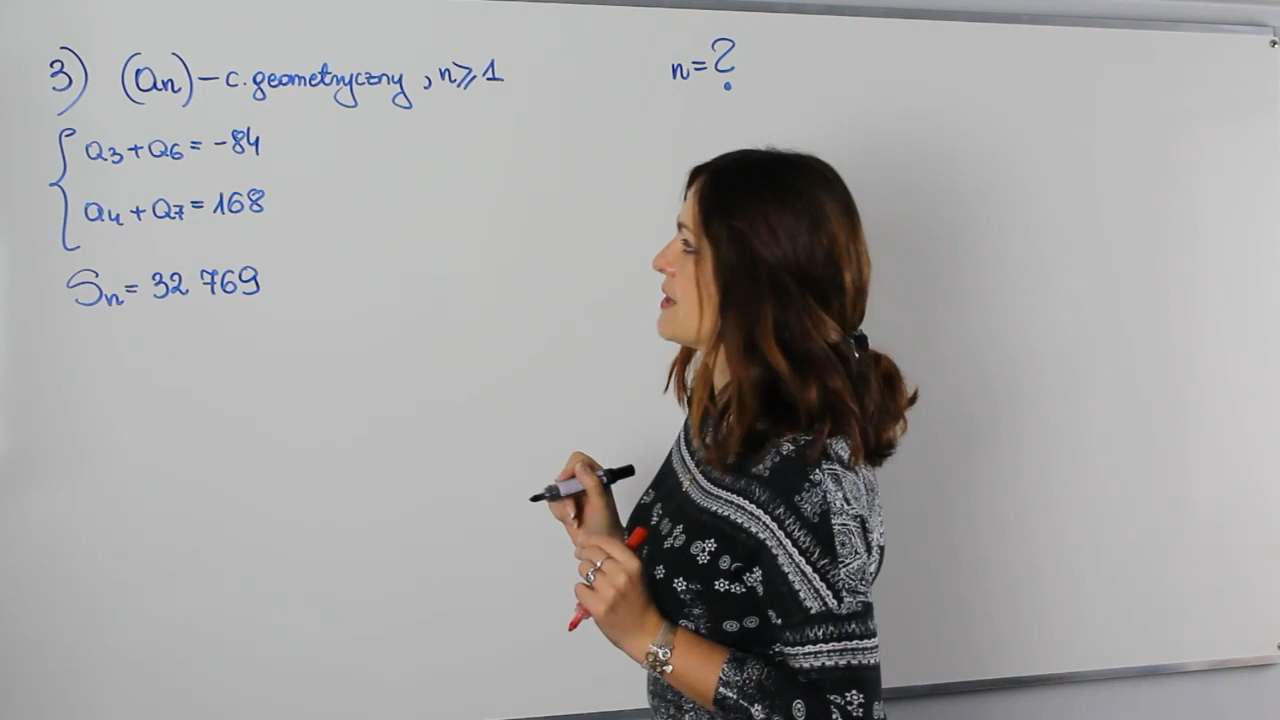 3) (an) – c. geometryczny, n ⩾ 1
n = ?
a3 + a6 = -84
a4 + a7 = 168
Sn = 32 769